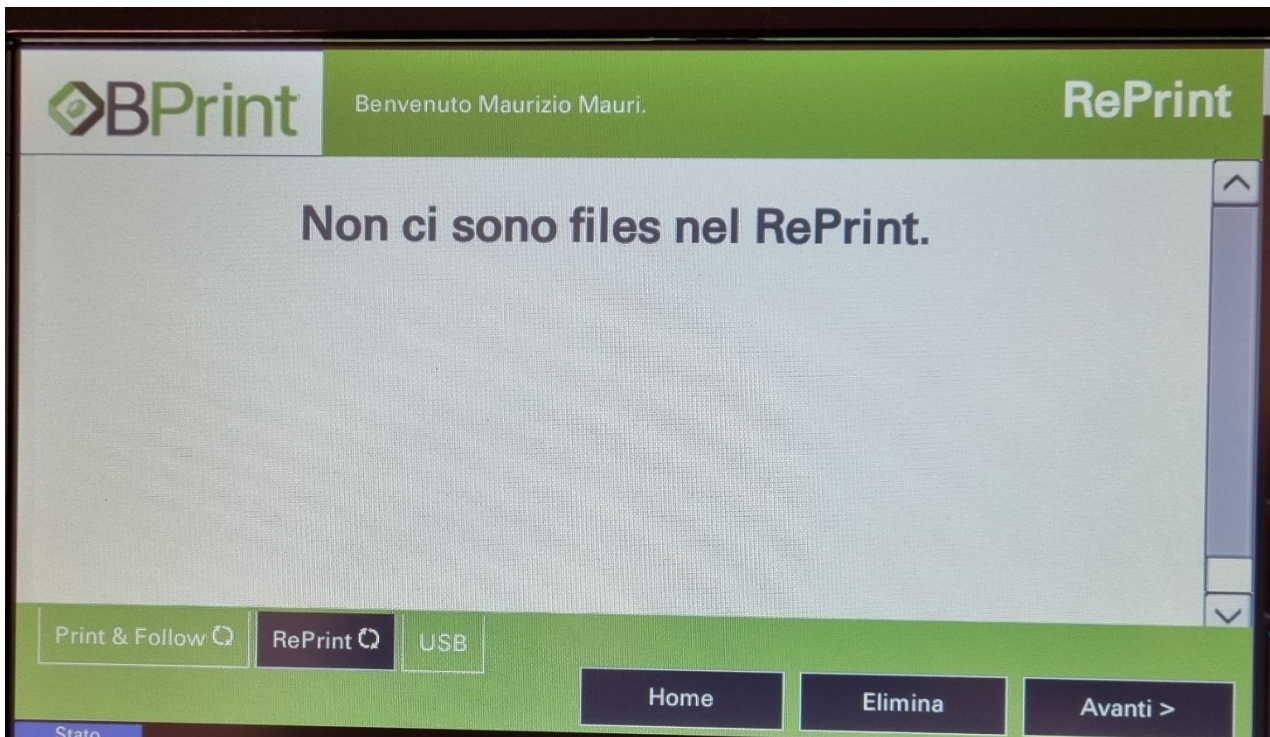 BPrint
Benvenuto Maurizio Mauri.
RePrint
Non ci sono files nel RePrint.
Print & Follow
RePrint
USB
Home
Elimina
Avanti >
Stato